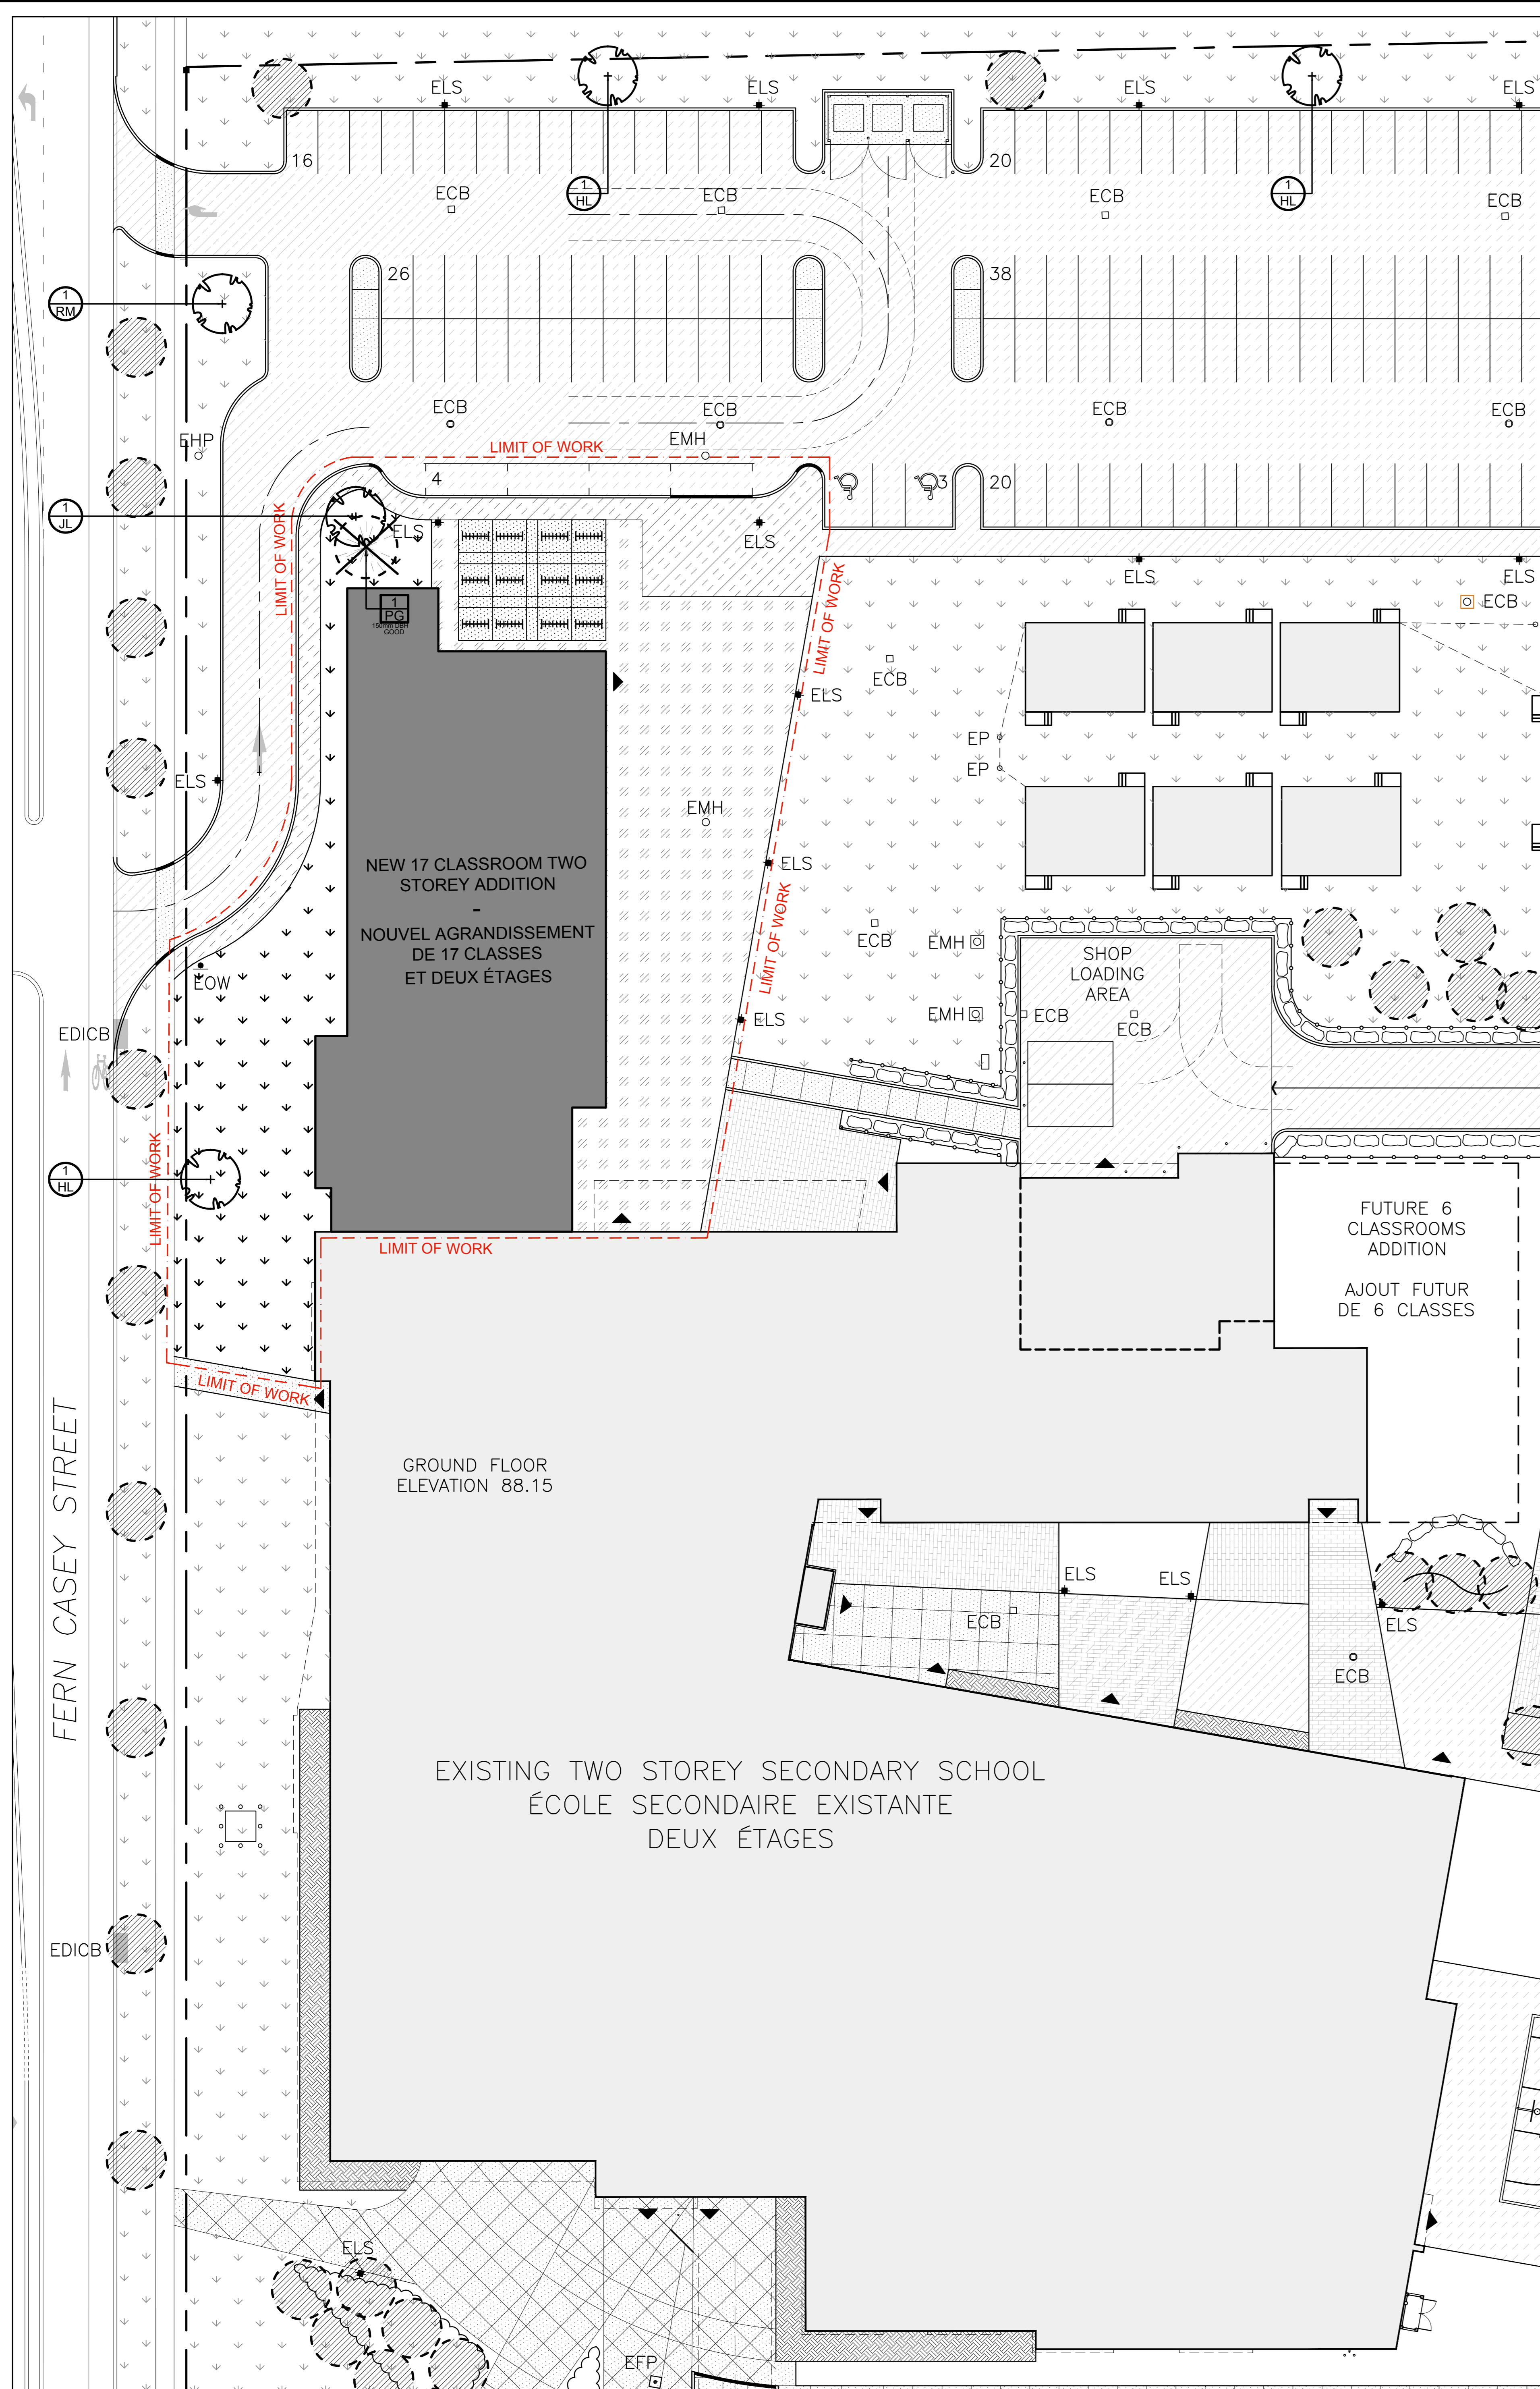 ELS
ELS
ELS
ELS
16
20
1
HL
1
HL
ECB
ECB
ECB
ECB
26
38
1
RM
ECB
ECB
ECB
ECB
EHP
LIMIT OF WORK
EMH
4
3
20
1
JL
LIMIT OF WORK
ELS
ELS
ELS
ELS
1
PG
150mm DBH
GOOD
LIMIT OF WORK
ECB
ECB
ELS
EP
EP
ELS
EMH
NEW 17 CLASSROOM TWO
STOREY ADDITION
-
NOUVEL AGRANDISSEMENT
DE 17 CLASSES
ET DEUX ÉTAGES
ELS
LIMIT OF WORK
ECB
EMH
SHOP
LOADING
AREA
EOW
EDICB
ELS
EMH
ECB
ECB
LIMIT OF WORK
1
HL
LIMIT OF WORK
FUTURE 6
CLASSROOMS
ADDITION
AJOUT FUTUR
DE 6 CLASSES
LIMIT OF WORK
FERN CASEY STREET
GROUND FLOOR
ELEVATION 88.15
ELS
ELS
ECB
ELS
ECB
EXISTING TWO STOREY SECONDARY SCHOOL
ÉCOLE SECONDAIRE EXISTANTE
DEUX ÉTAGES
EDICB
ELS
EFP